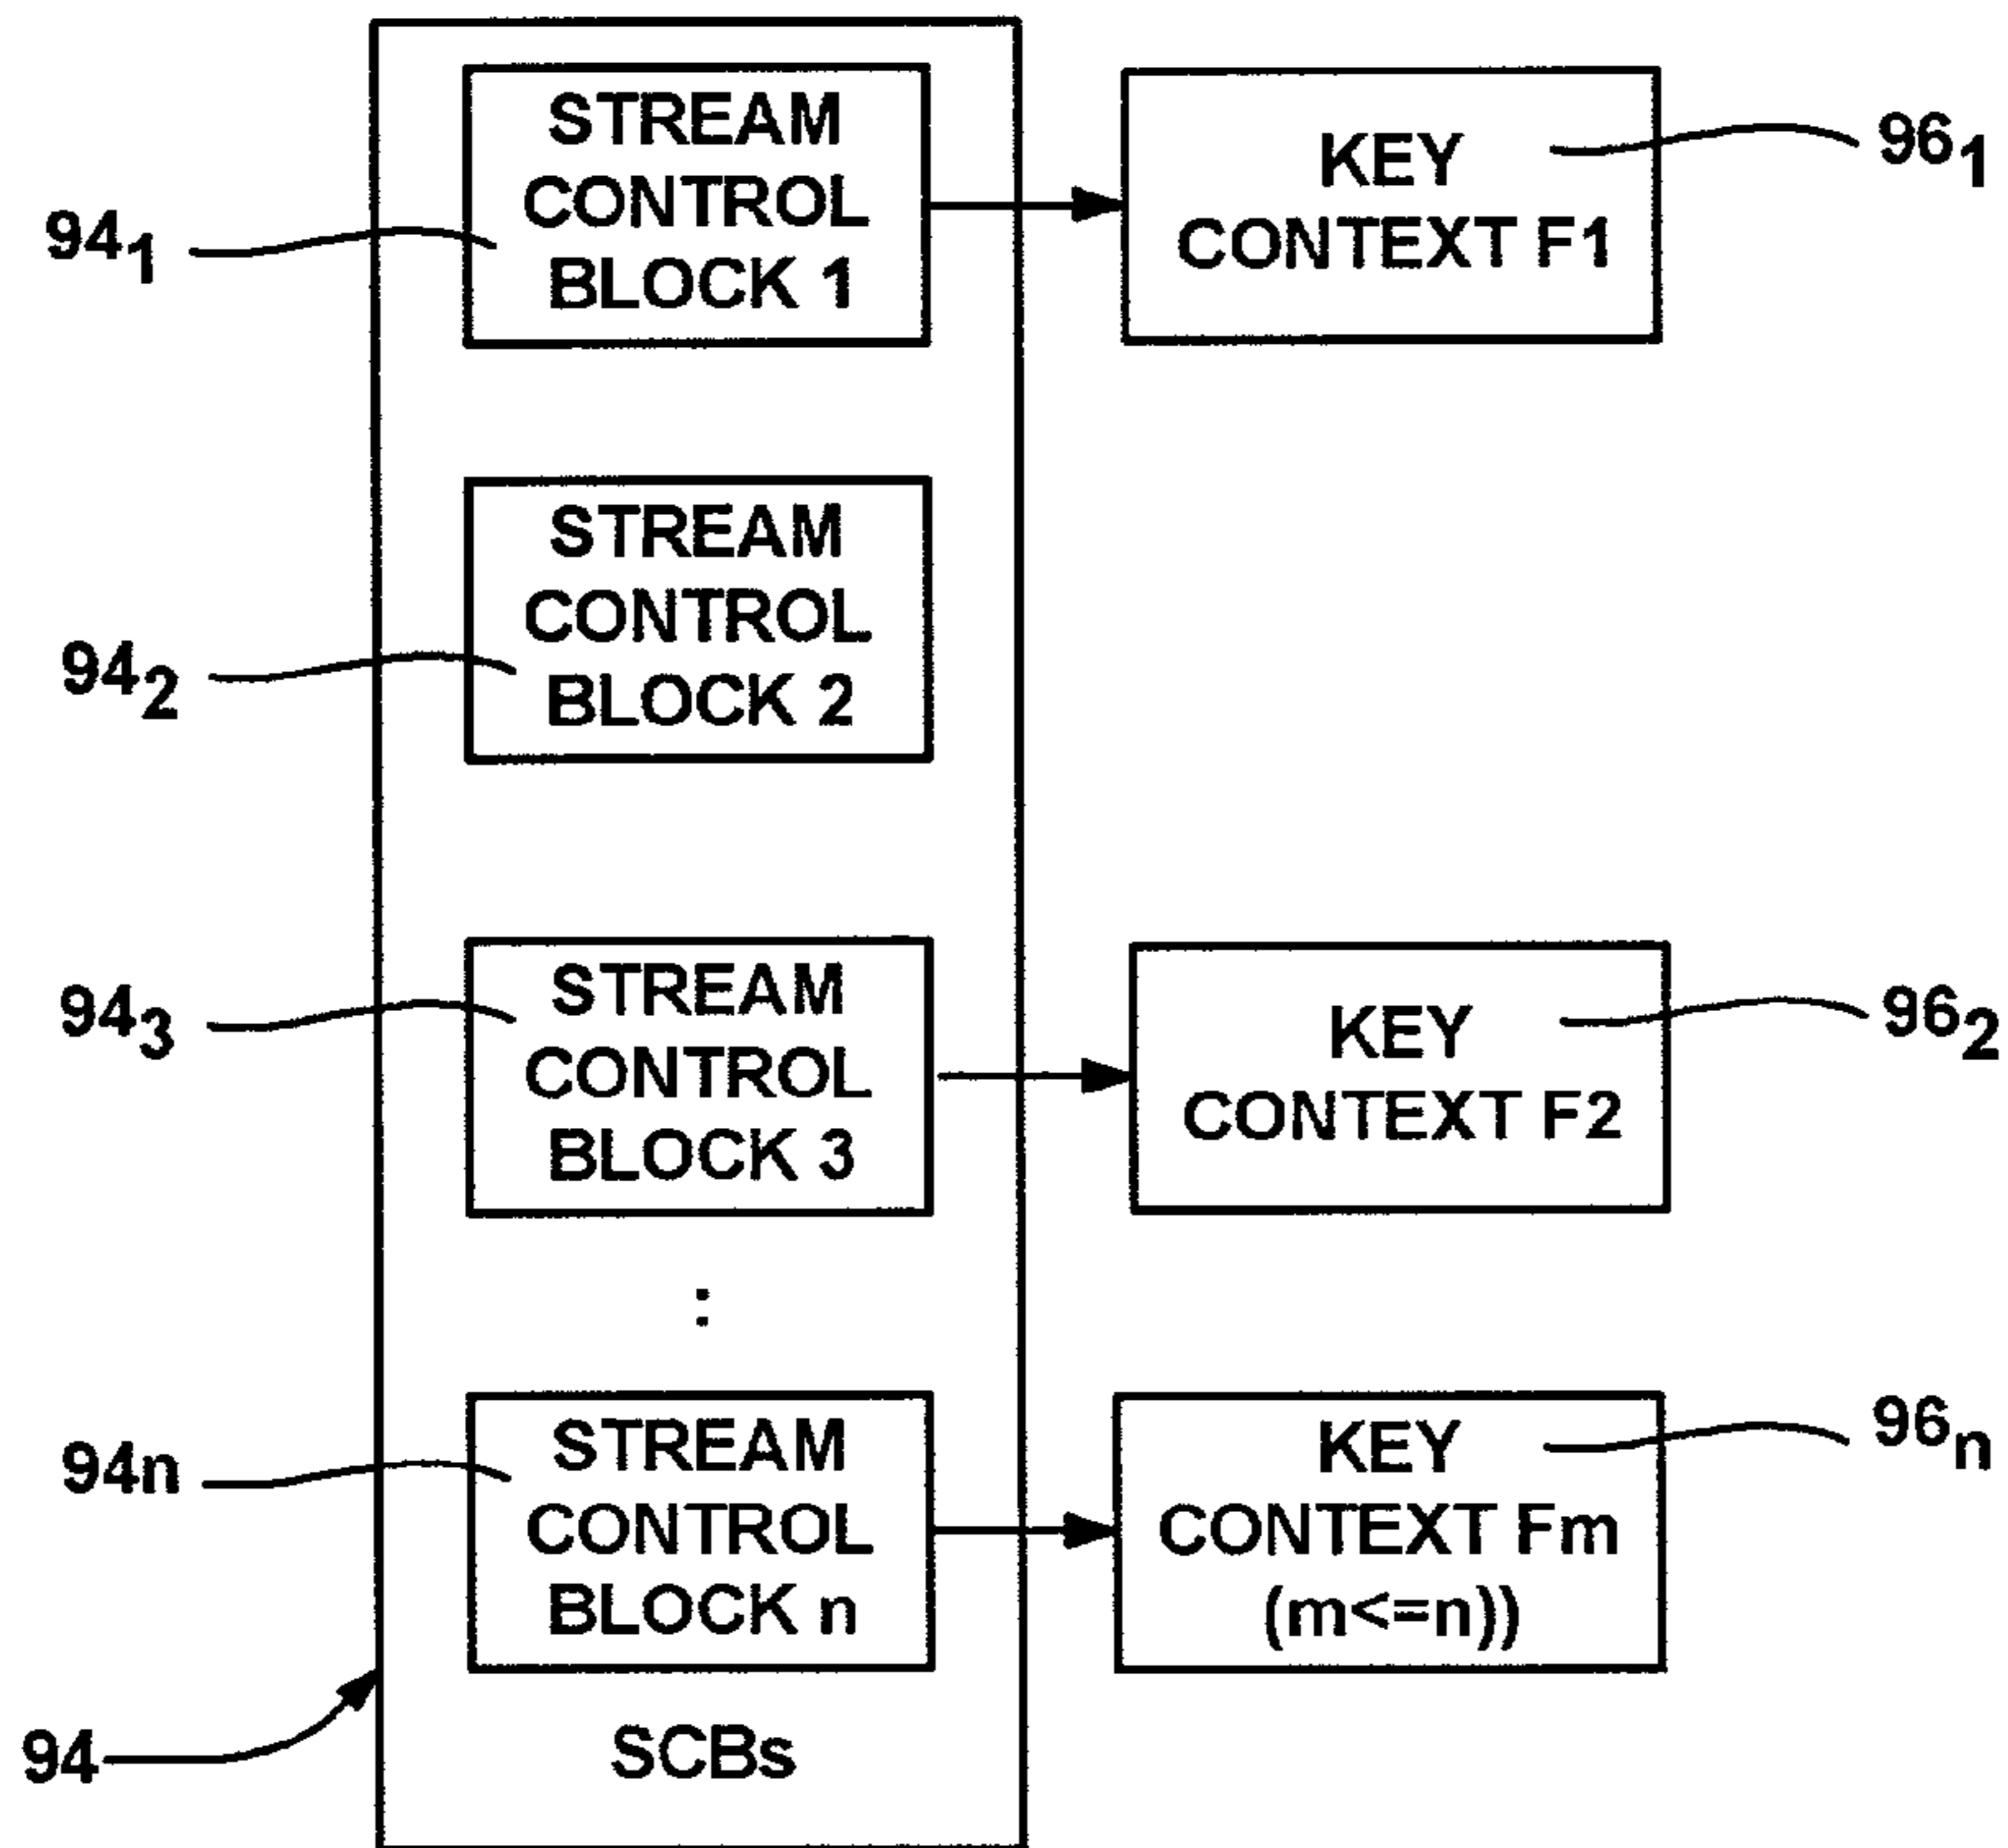 STREAM
CONTROL
BLOCK 1
KEY
CONTEXT F1
94₁
96₁
STREAM
CONTROL
BLOCK 2
94₂
STREAM
CONTROL
BLOCK 3
KEY
CONTEXT F2
94₃
96₂
:
STREAM
CONTROL
BLOCK n
KEY
CONTEXT Fm
(m<=n))
94n
96ₙ
SCBs
94